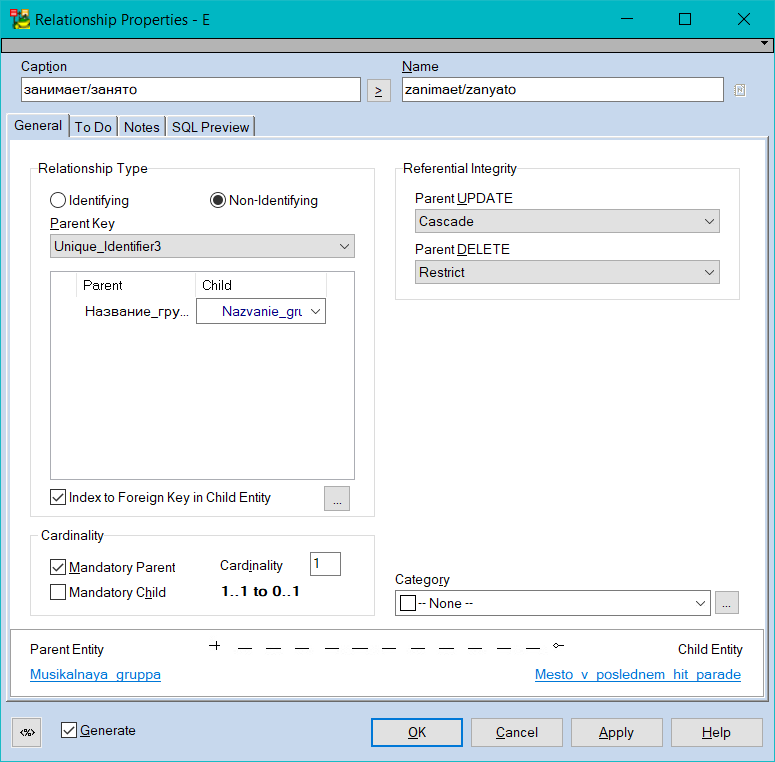 Relationship Properties - E
Caption
Name
занимает/занято
>
zanimaet/zanyato
General
To Do
Notes
SQL Preview
Relationship Type
Identifying
Non-Identifying
Parent Key
Unique_Identifier3
Parent
Child
Название_гру...
Nazvanie_gru
Index to Foreign Key in Child Entity
...
Referential Integrity
Parent UPDATE
Cascade
Parent DELETE
Restrict
Cardinality
Mandatory Parent
Cardinality
1
Mandatory Child
1..1 to 0..1
Category
-- None --
...
Parent Entity
Child Entity
Musikalnaya_gruppa
Mesto_v_poslednem_hit_parade
<%>
Generate
OK
Cancel
Apply
Help